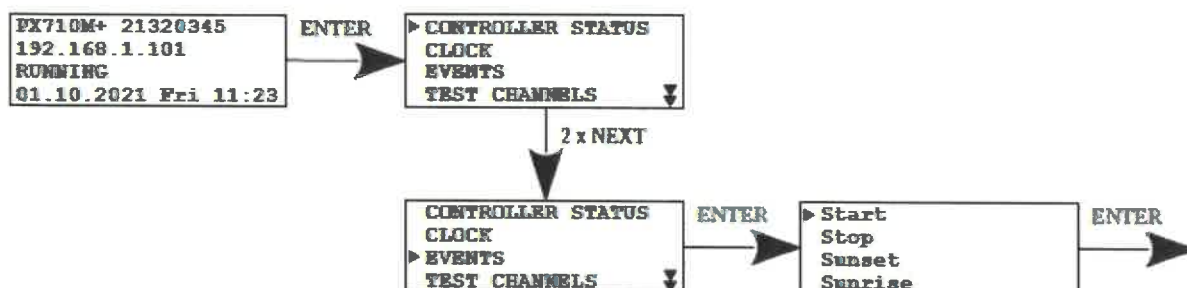 PX710M+ 21320345
192.168.1.101
RUNNING
01.10.2021 Fri 11:23
ENTER
CONTROLLER STATUS
CLOCK
EVENTS
TEST CHANNELS
2 x NEXT
CONTROLLER STATUS
CLOCK
EVENTS
TEST CHANNELS
ENTER
Start
Stop
Sunset
Sunrise
ENTER